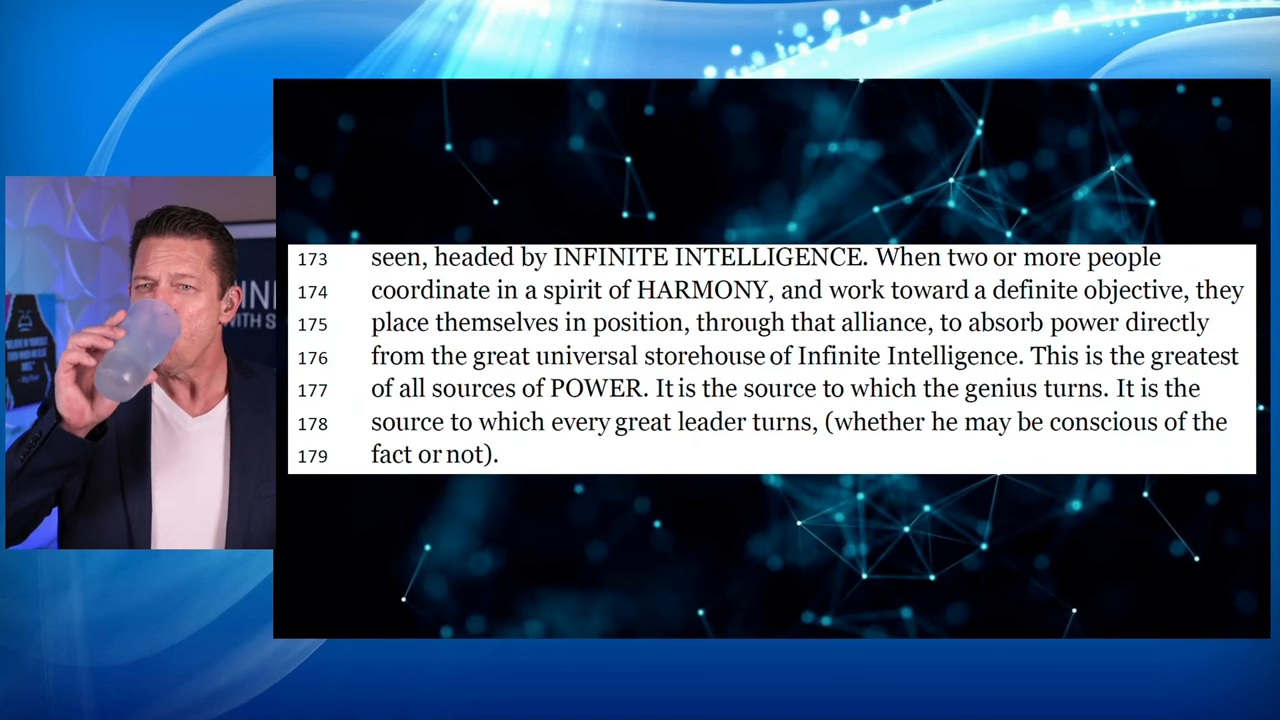 173 seen, headed by INFINITE INTELLIGENCE. When two or more people
174 coordinate in a spirit of HARMONY, and work toward a definite objective, they
175 place themselves in position, through that alliance, to absorb power directly
176 from the great universal storehouse of Infinite Intelligence. This is the greatest
177 of all sources of POWER. It is the source to which the genius turns. It is the
178 source to which every great leader turns, (whether he may be conscious of the
179 fact or not).
INI
WITH S